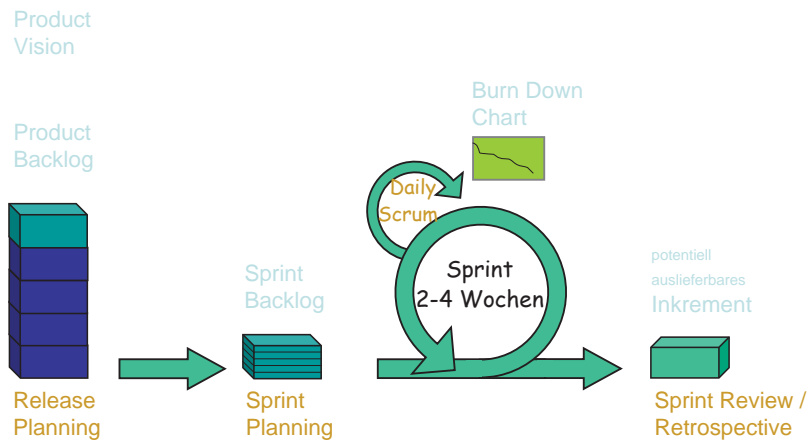 Product
Vision
Product
Backlog
Burn Down
Chart
Daily
Scrum
Sprint
2-4 Wochen
Sprint
Backlog
potentiell
auslieferbares
Inkrement
Release
Planning
Sprint
Planning
Sprint Review /
Retrospective